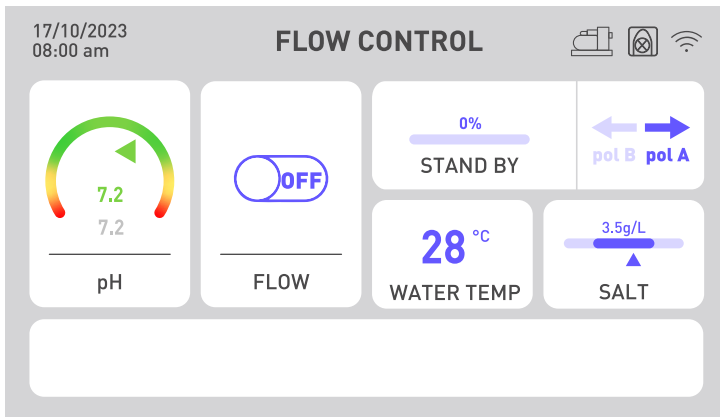 17/10/2023
08:00 am
FLOW CONTROL
7.2
7.2
pH
OFF
FLOW
0%
STAND BY
pol B pol A
28 °C
WATER TEMP
3.5g/L
SALT